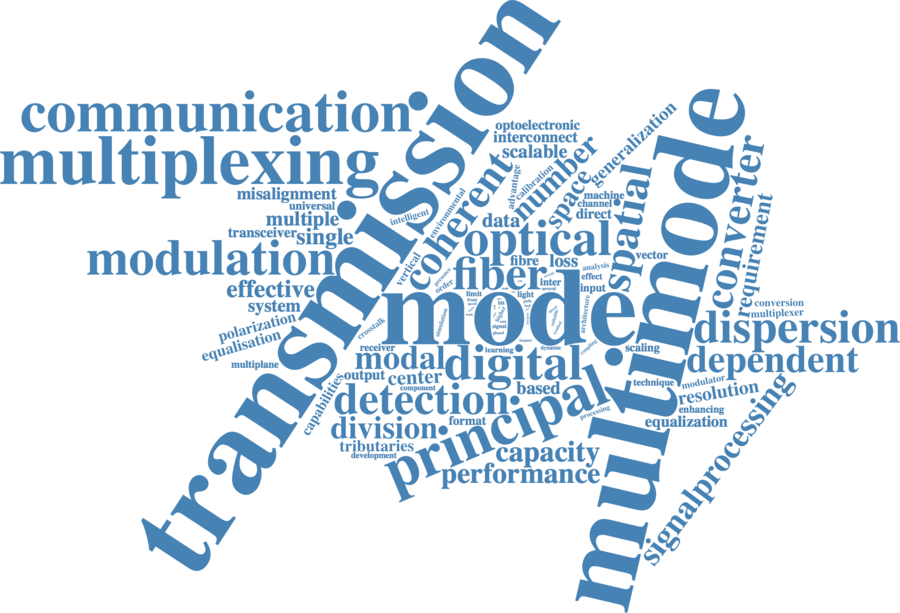 transmission
communication
multiplexing
misalignment
universal
multiple
transceiver
single
modulation
effective
system
polarization
equalisation
multiplane
intelligent
environmental
coherent
vertical
optoelectronic
interconnect
scalable
advantage
calibration
number
data
space
generalization
machine
channel
direct
optical
spatial
multimode
converter
requirement
fibre
loss
fiber
inter
analysis
effect
input
vector
order
mode
limit
light
signal
simulation
architecture
conversion
multiplexer
dispersion
dependent
crosstalk
receiver
modal
digital
learning
dynamic
coupling
scaling
output
center
component
based
technique
modulator
resolution
enhancing
equalization
capabilities
detection
division
format
principal
processing
tributaries
development
capacity
performance
signalprocessing